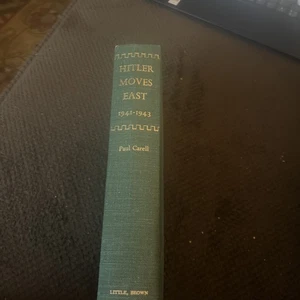 HITLER
MOVES
EAST
1941-1943
Paul Carell
LITTLE, BROWN